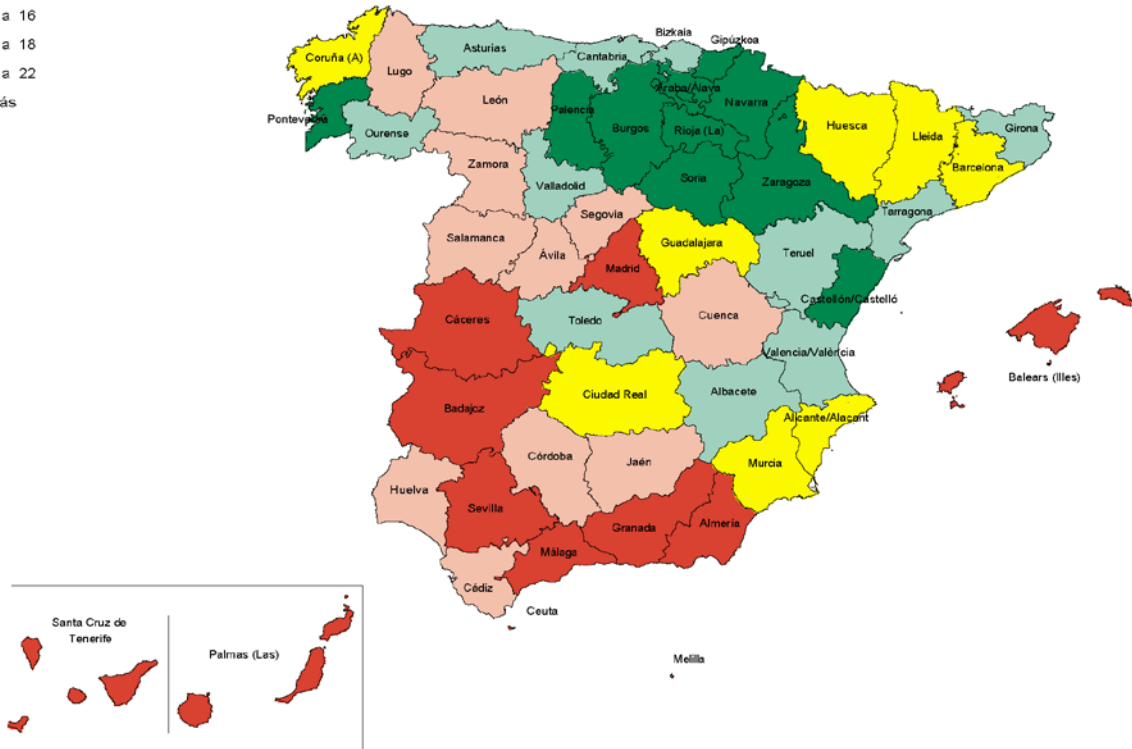 a 16
a 18
a 22
ás
Coruña (A)
Lugo
Asturias
Cantabria
Bizkaia
Gipúzkoa
Pontevedra
Ourense
León
Palencia
Burgos
Araba/Álava
Navarra
Rioja (La)
Huesca
Lleida
Girona
Barcelona
Zamora
Valladolid
Soria
Zaragoza
Tarragona
Salamanca
Segovia
Ávila
Madrid
Guadalajara
Teruel
Castellón/Castelló
Cáceres
Toledo
Cuenca
Valencia/València
Balears (Illes)
Badajoz
Ciudad Real
Albacete
Alicante/Alacant
Huelva
Córdoba
Jaén
Murcia
Sevilla
Granada
Almería
Málaga
Cédiz
Ceuta
Melilla
Santa Cruz de
Tenerife
Palmas (Las)